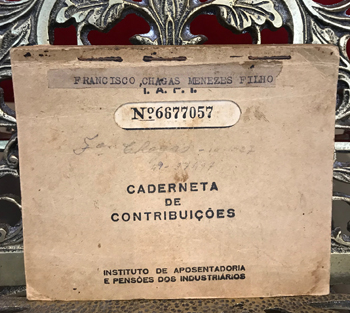 FRANCISCO CHAGAS MENEZES FILHO
I. A. P. I.
Nº6677057
CADERNETA
DE
CONTRIBUIÇÕES
INSTITUTO DE APOSENTADORIA
E PENSÕES DOS INDUSTRIÁRIOS